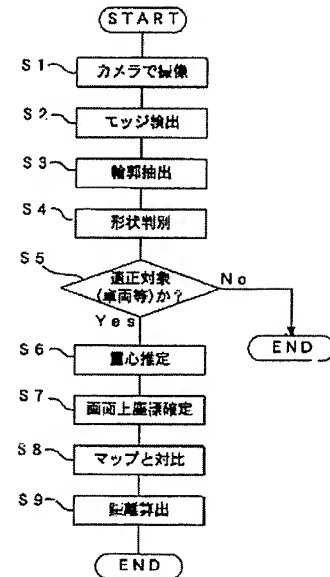 START
S1
カメラで撮像
S2
エッジ検出
S3
輪郭抽出
S4
形状判別
S5
適正対象
(車両等)か?
No
Yes
END
S6
重心推定
S7
画面上座標確定
S8
マップと対比
S9
距離算出
END